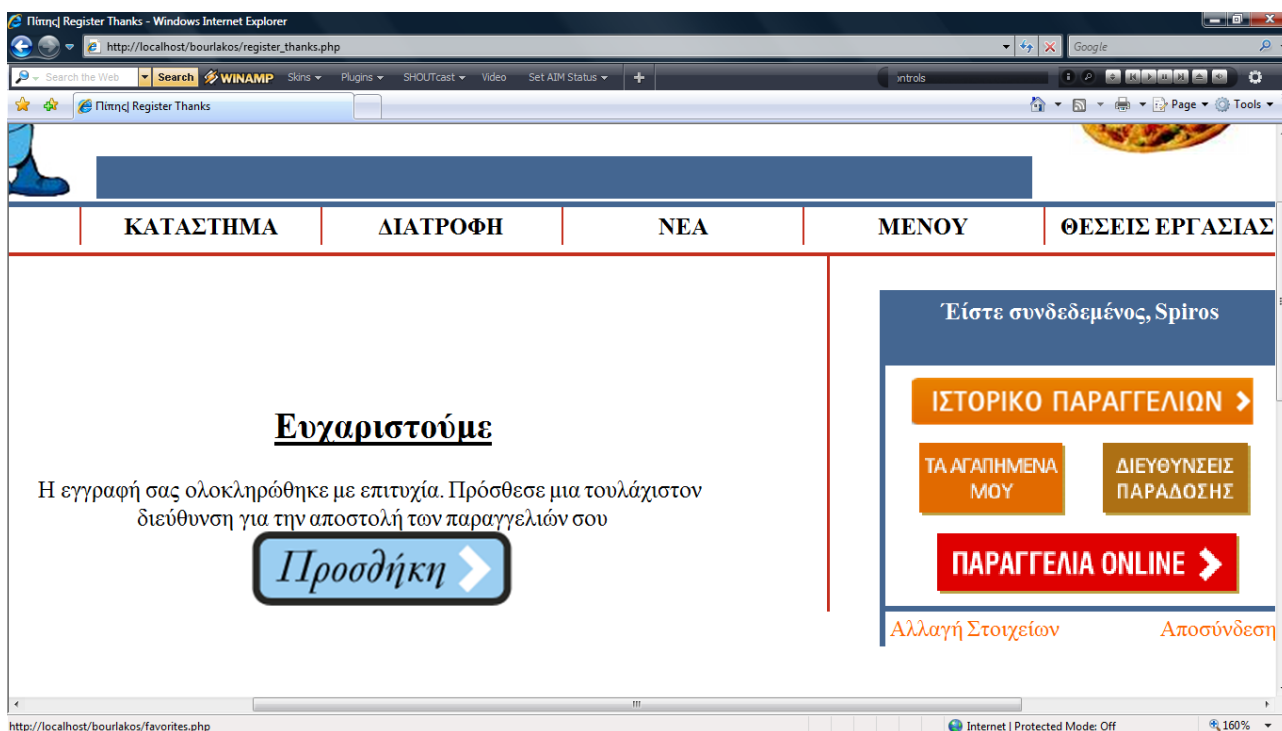 Πίτης| Register Thanks - Windows Internet Explorer
http://localhost/bourlakos/register_thanks.php
Google
Search the Web Search WINAMP Skins Plugins SHOUTcast Video Set AIM Status + ontrols
Πίτης| Register Thanks
Page Tools
ΚΑΤΑΣΤΗΜΑ ΔΙΑΤΡΟΦΗ ΝΕΑ ΜΕΝΟΥ ΘΕΣΕΙΣ ΕΡΓΑΣΙΑΣ
Έίστε συνδεδεμένος, Spiros
ΙΣΤΟΡΙΚΟ ΠΑΡΑΓΓΕΛΙΩΝ
ΤΑ ΑΓΑΠΗΜΕΝΑ
ΜΟΥ
ΔΙΕΥΘΥΝΣΕΙΣ
ΠΑΡΑΔΟΣΗΣ
ΠΑΡΑΓΓΕΛΙΑ ONLINE
Αλλαγή Στοιχείων Αποσύνδεση
Ευχαριστούμε
Η εγγραφή σας ολοκληρώθηκε με επιτυχία. Πρόσθεσε μια τουλάχιστον
διεύθυνση για την αποστολή των παραγγελιών σου
Προσθήκη
http://localhost/bourlakos/favorites.php
Internet | Protected Mode: Off
160%